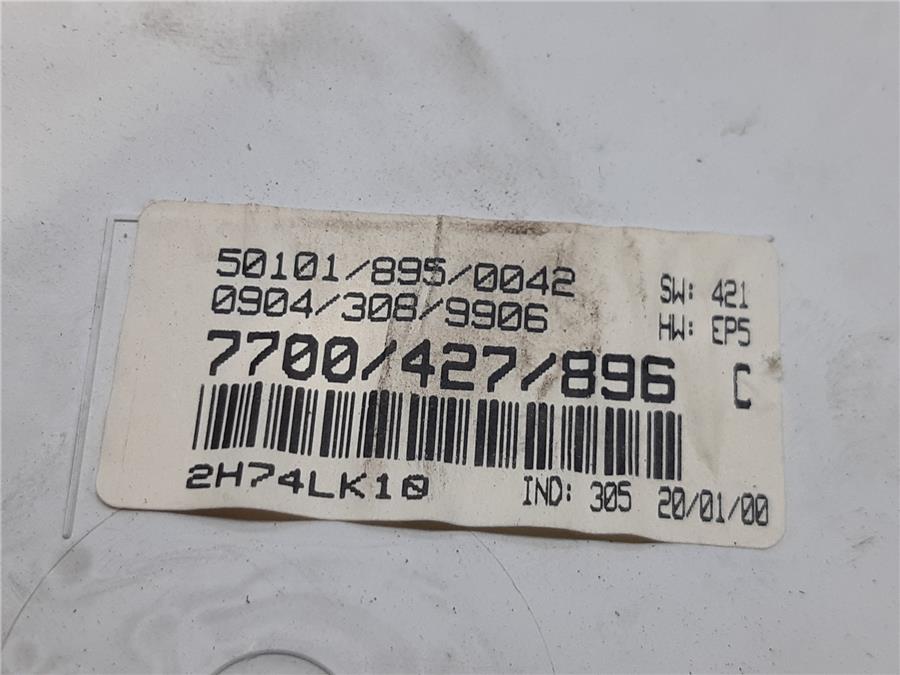 50101/895/0042
SW: 421
0904/308/9906
HW: EP5
7700/427/896 C
2H74LK10
IND: 305 20/01/00